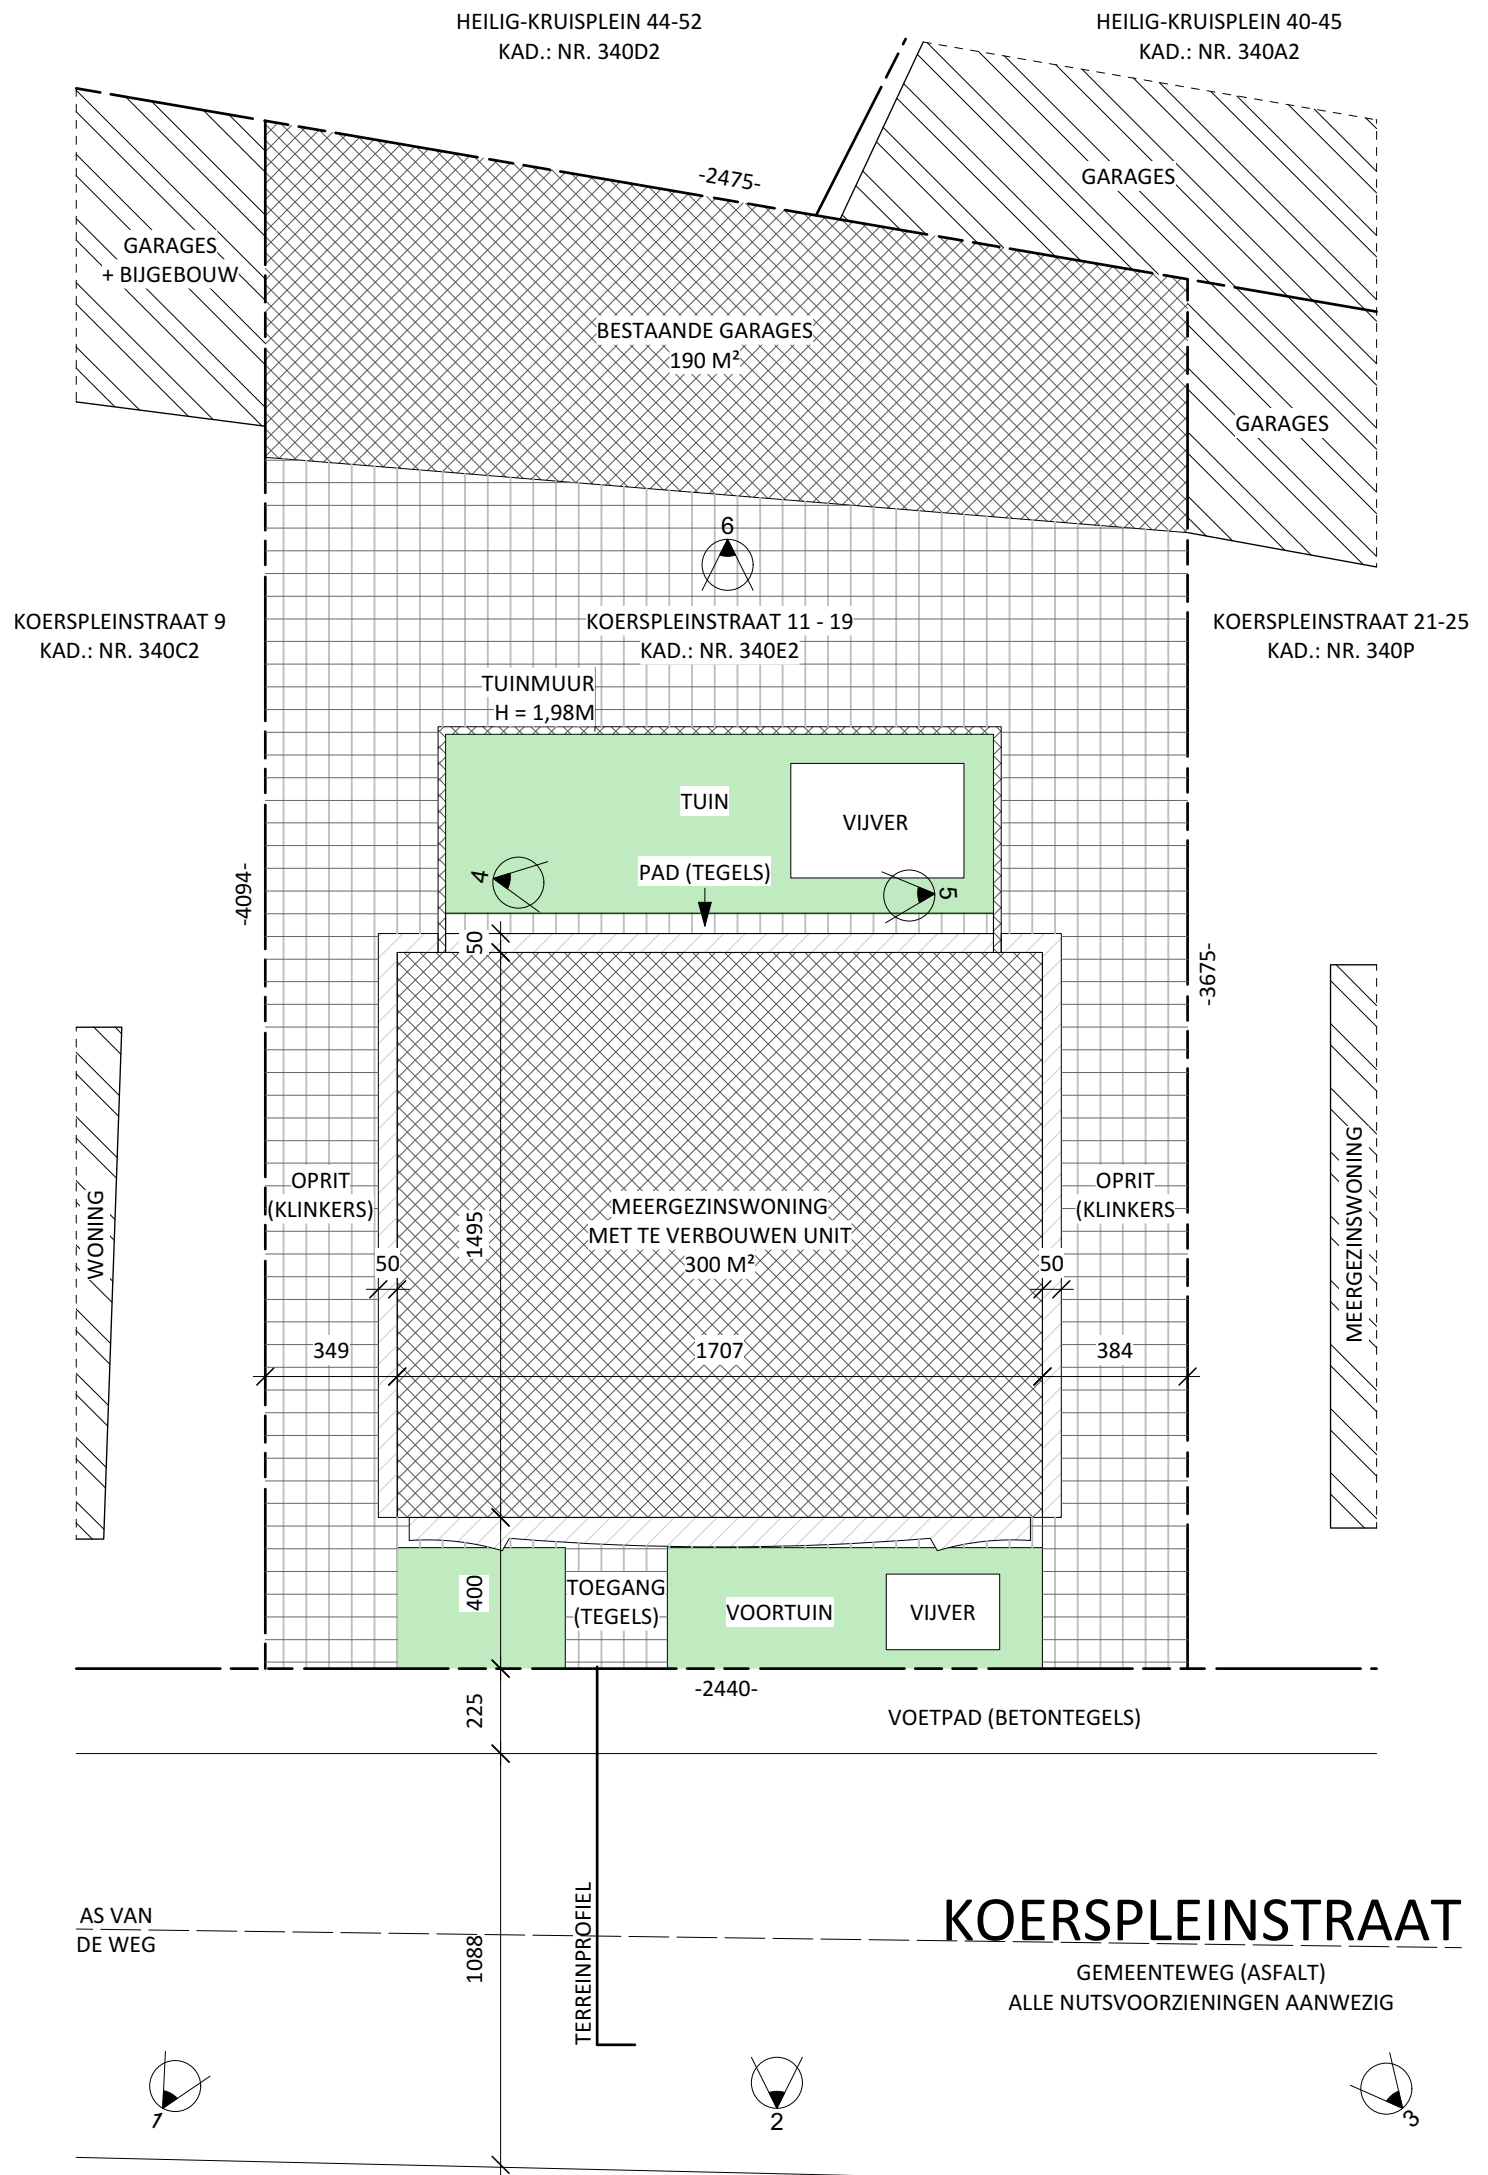 HEILIG-KRUISPLEIN 44-52
KAD.: NR. 340D2
HEILIG-KRUISPLEIN 40-45
KAD.: NR. 340A2
-2475-
GARAGES
GARAGES
+ BIJGEBOUW
BESTAANDE GARAGES
190 M²
GARAGES
6
KOERSPLEINSTRAAT 9
KAD.: NR. 340C2
KOERSPLEINSTRAAT 11 - 19
KAD.: NR. 340E2
KOERSPLEINSTRAAT 21-25
KAD.: NR. 340P
TUINMUUR
H = 1,98M
TUIN
VIJVER
PAD (TEGELS)
4
5
-4094-
50
-3675-
OPRIT
(KLINKERS)
WONING
1495
MEERGEZINSWONING
MET TE VERBOUWEN UNIT
300 M²
OPRIT
(KLINKERS
MEERGEZINSWONING
50
50
349
1707
384
400
TOEGANG
(TEGELS)
VOORTUIN
VIJVER
-2440-
225
VOETPAD (BETONTEGELS)
TERREINPROFIEL
AS VAN
DE WEG
1088
KOERSPLEINSTRAAT
GEMEENTEWEG (ASFALT)
ALLE NUTSVOORZIENINGEN AANWEZIG
1
2
3